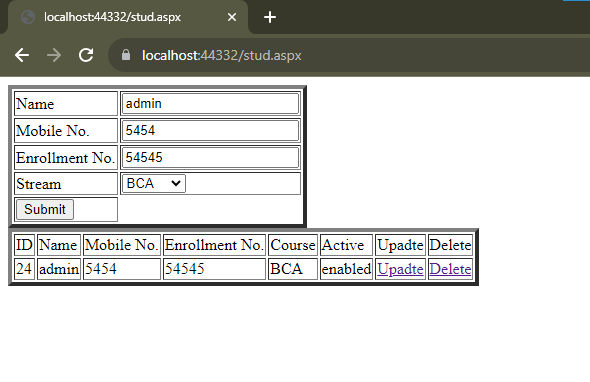 localhost:44332/stud.aspx
localhost:44332/stud.aspx
Name admin
Mobile No. 5454
Enrollment No. 54545
Stream BCA
Submit
ID Name Mobile No. Enrollment No. Course Active Upadte Delete
24 admin 5454 54545 BCA enabled Upadte Delete